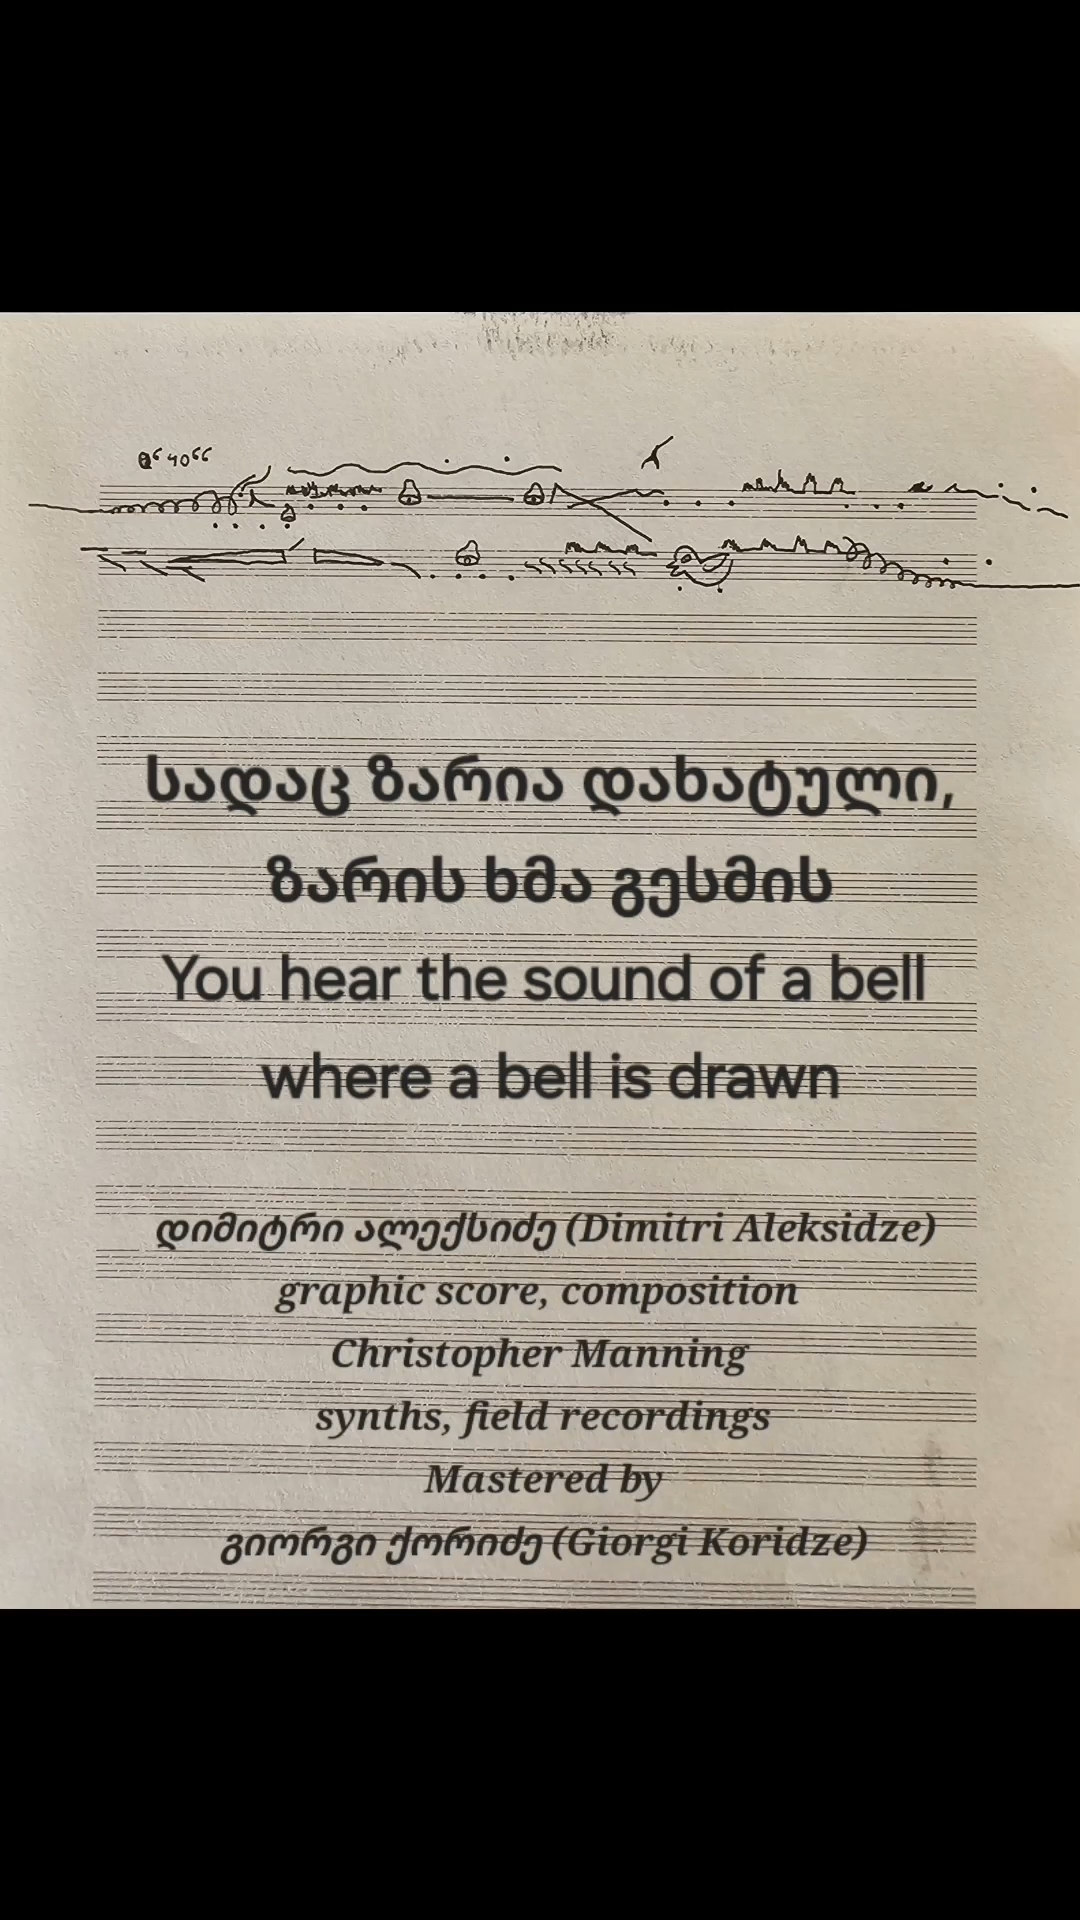 სადაც ზარია დახატული,
ზარის ხმა გესმის
You hear the sound of a bell
where a bell is drawn
დიმიტრი ალექსიძე (Dimitri Aleksidze)
graphic score, composition
Christopher Manning
synths, field recordings
Mastered by
გიორგი ქორიძე (Giorgi Koridze)